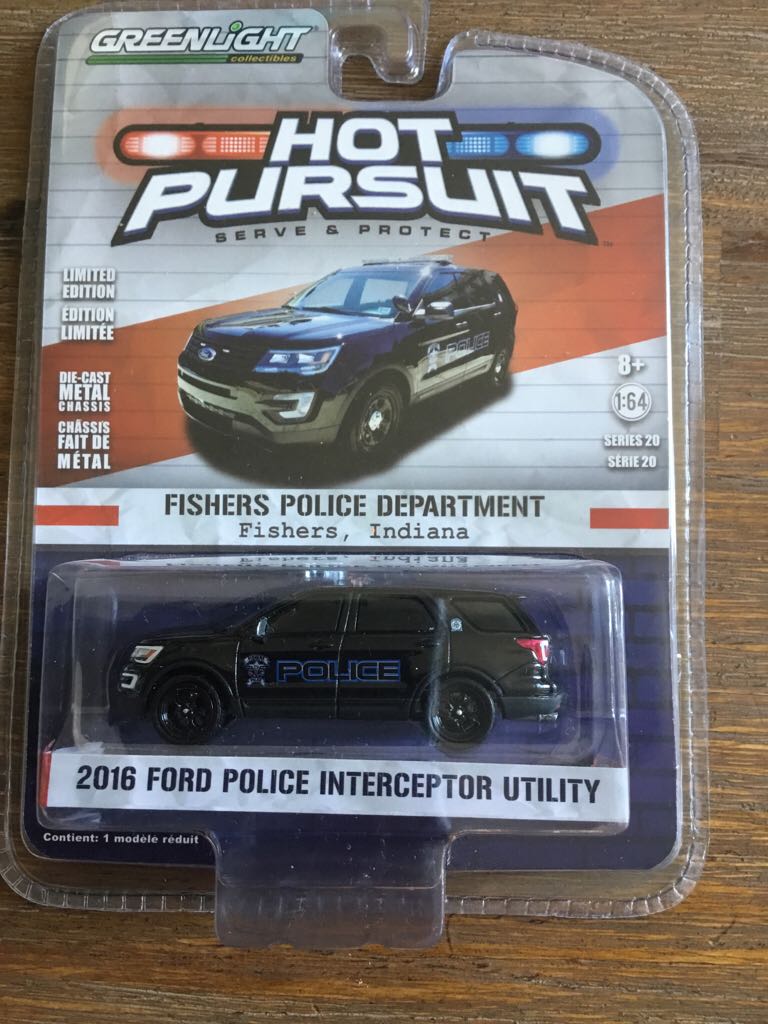 GREENLiGHT
collectibles
HOT
PURSUIT
SERVE & PROTECT
TM
LIMITED
EDITION
ÉDITION
LIMITÉE
DIE-CAST
METAL
CHASSIS
CHÂSSIS
FAIT DE
MÉTAL
POLICE
8+
1:64
SERIES 20
SÉRIE 20
FISHERS POLICE DEPARTMENT
Fishers, Indiana
POLICE
2016 FORD POLICE INTERCEPTOR UTILITY
Contient: 1 modèle réduit